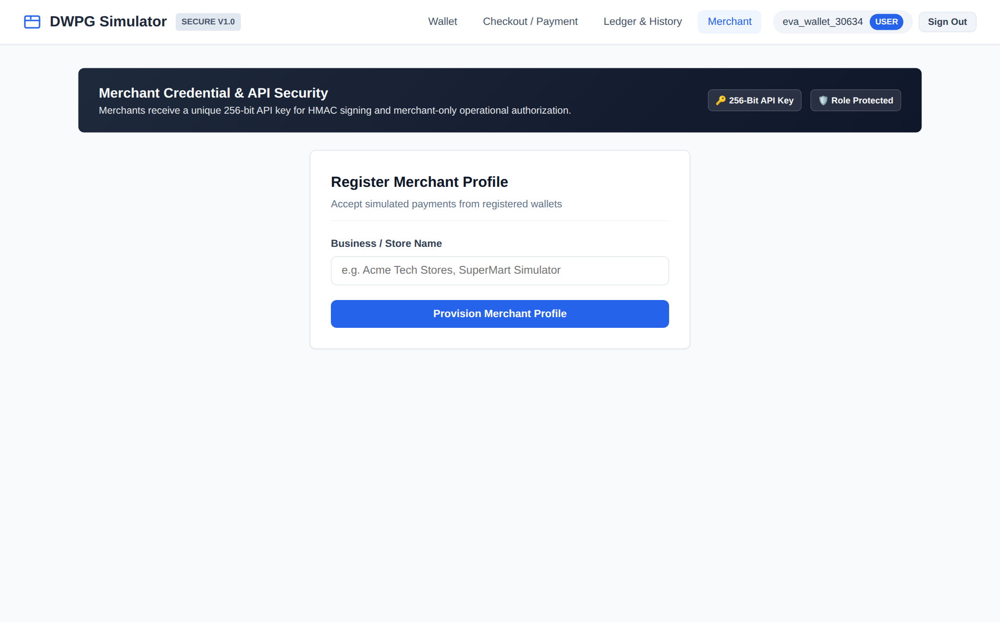 DWPG Simulator SECURE V1.0 Wallet Checkout / Payment Ledger & History Merchant eva_wallet_30634 USER Sign Out
Merchant Credential & API Security
Merchants receive a unique 256-bit API key for HMAC signing and merchant-only operational authorization.
256-Bit API Key Role Protected
Register Merchant Profile
Accept simulated payments from registered wallets
Business / Store Name
e.g. Acme Tech Stores, SuperMart Simulator
Provision Merchant Profile